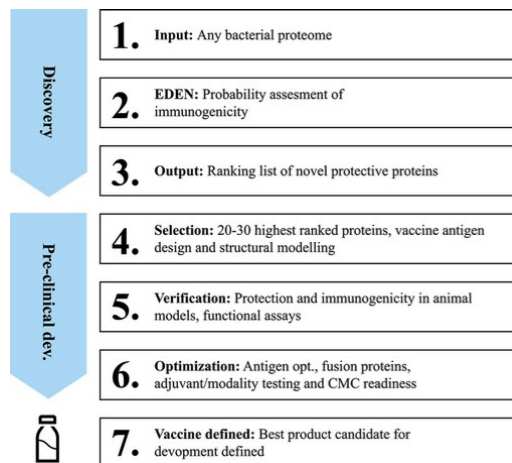 Discovery
1. Input: Any bacterial proteome
2. EDEN: Probability assesment of
immunogenicity
3. Output: Ranking list of novel protective proteins
Pre-clinical dev.
4. Selection: 20-30 highest ranked proteins, vaccine antigen
design and structural modelling
5. Verification: Protection and immunogenicity in animal
models, functional assays
6. Optimization: Antigen opt., fusion proteins,
adjuvant/modality testing and CMC readiness
7. Vaccine defined: Best product candidate for
devopment defined